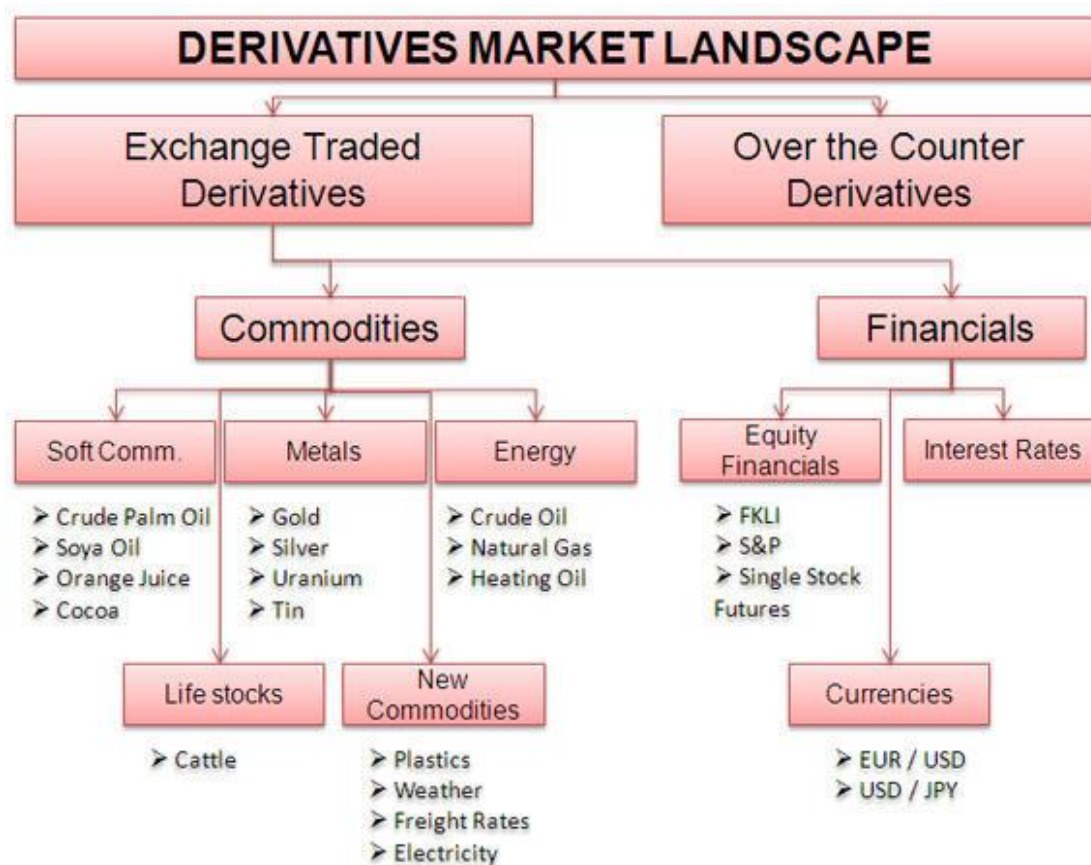 DERIVATIVES MARKET LANDSCAPE
Exchange Traded
Derivatives
Over the Counter
Derivatives
Commodities
Financials
Soft Comm.
Metals
Energy
Equity
Financials
Interest Rates
➢ Crude Palm Oil
➢ Soya Oil
➢ Orange Juice
➢ Cocoa
➢ Gold
➢ Silver
➢ Uranium
➢ Tin
➢ Crude Oil
➢ Natural Gas
➢ Heating Oil
➢ FKLI
➢ S&P
➢ Single Stock
Futures
Life stocks
New
Commodities
Currencies
➢ Cattle
➢ Plastics
➢ Weather
➢ Freight Rates
➢ Electricity
➢ EUR / USD
➢ USD / JPY